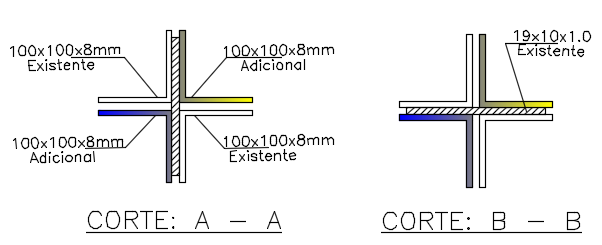 100x100x8mm
Existente
100x100x8mm
Adicional
100x100x8mm
Adicional
100x100x8mm
Existente
CORTE: A - A
19x10x1.0
Existente
CORTE: B - B